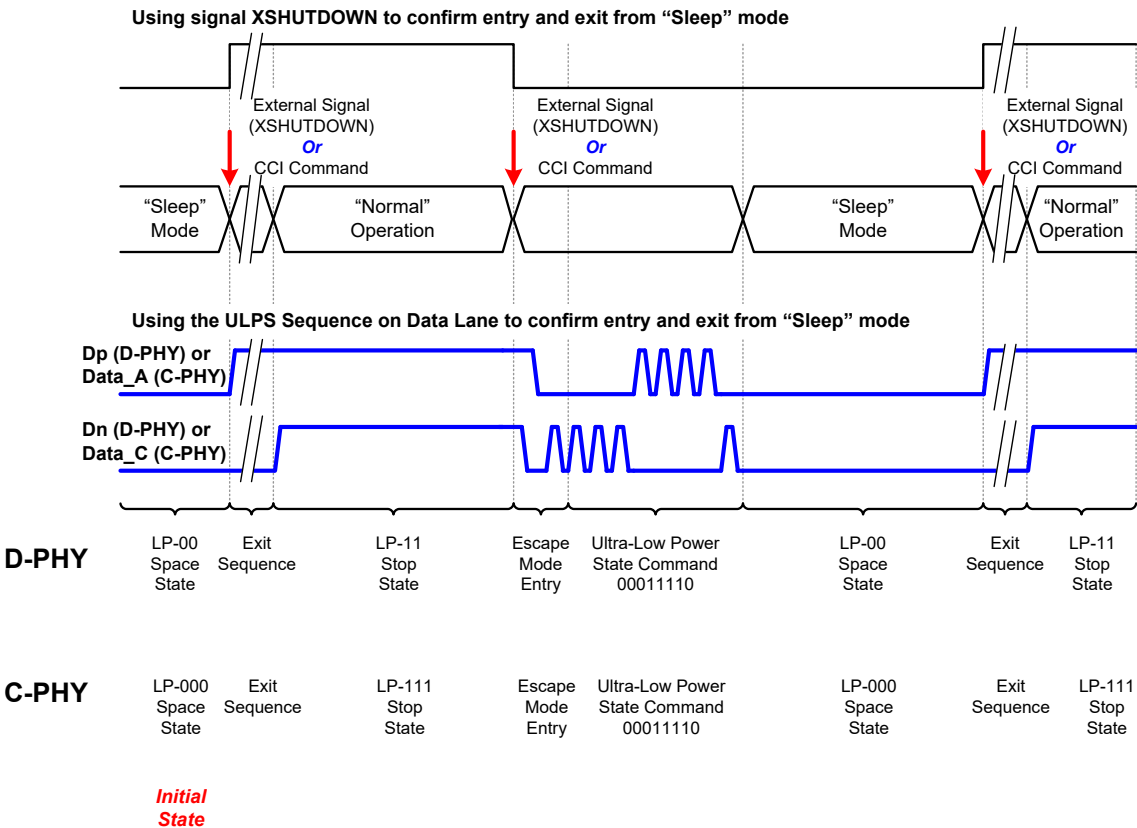 Using signal XSHUTDOWN to confirm entry and exit from “Sleep” mode
External Signal
(XSHUTDOWN)
Or
CCI Command
External Signal
(XSHUTDOWN)
Or
CCI Command
External Signal
(XSHUTDOWN)
Or
CCI Command
“Sleep”
Mode
“Normal”
Operation
“Sleep”
Mode
“Normal”
Operation
Using the ULPS Sequence on Data Lane to confirm entry and exit from “Sleep” mode
Dp (D-PHY) or
Data_A (C-PHY)
Dn (D-PHY) or
Data_C (C-PHY)
D-PHY
LP-00
Space
State
Exit
Sequence
LP-11
Stop
State
Escape
Mode
Entry
Ultra-Low Power
State Command
00011110
LP-00
Space
State
Exit
Sequence
LP-11
Stop
State
C-PHY
LP-000
Space
State
Exit
Sequence
LP-111
Stop
State
Escape
Mode
Entry
Ultra-Low Power
State Command
00011110
LP-000
Space
State
Exit
Sequence
LP-111
Stop
State
Initial
State